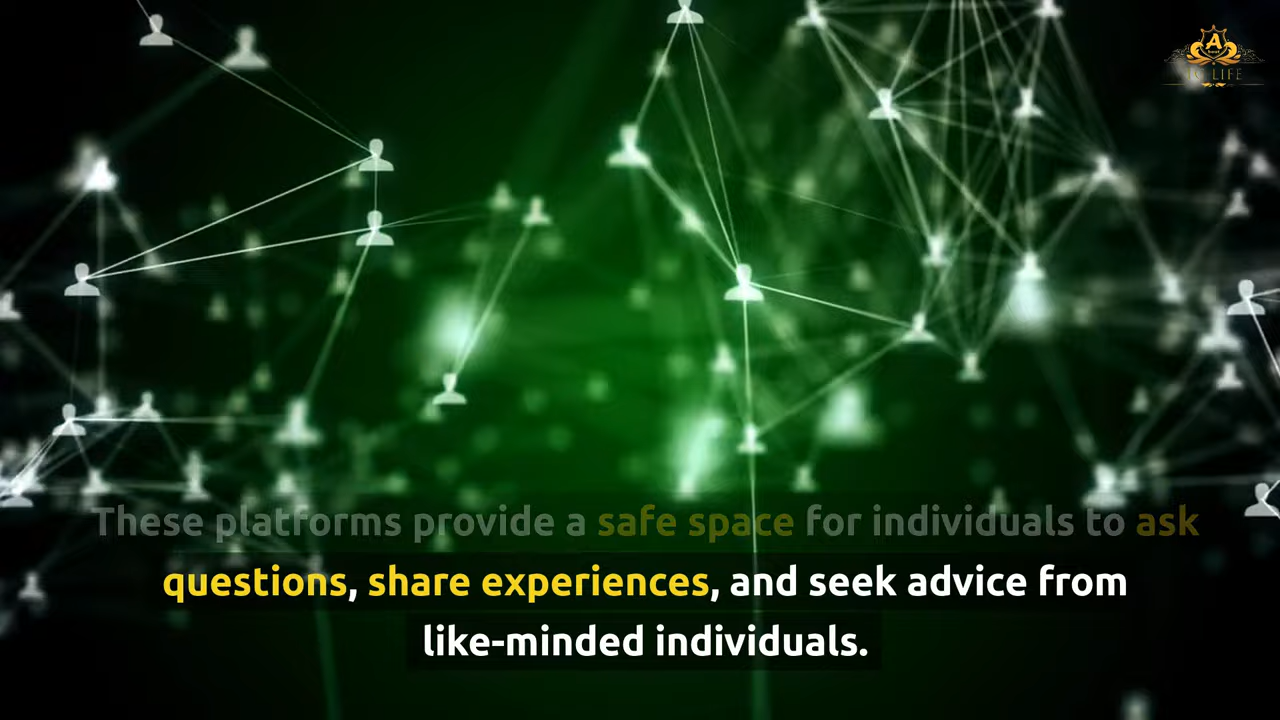 A
LIFE
These platforms provide a safe space for individuals to ask
questions, share experiences, and seek advice from
like-minded individuals.